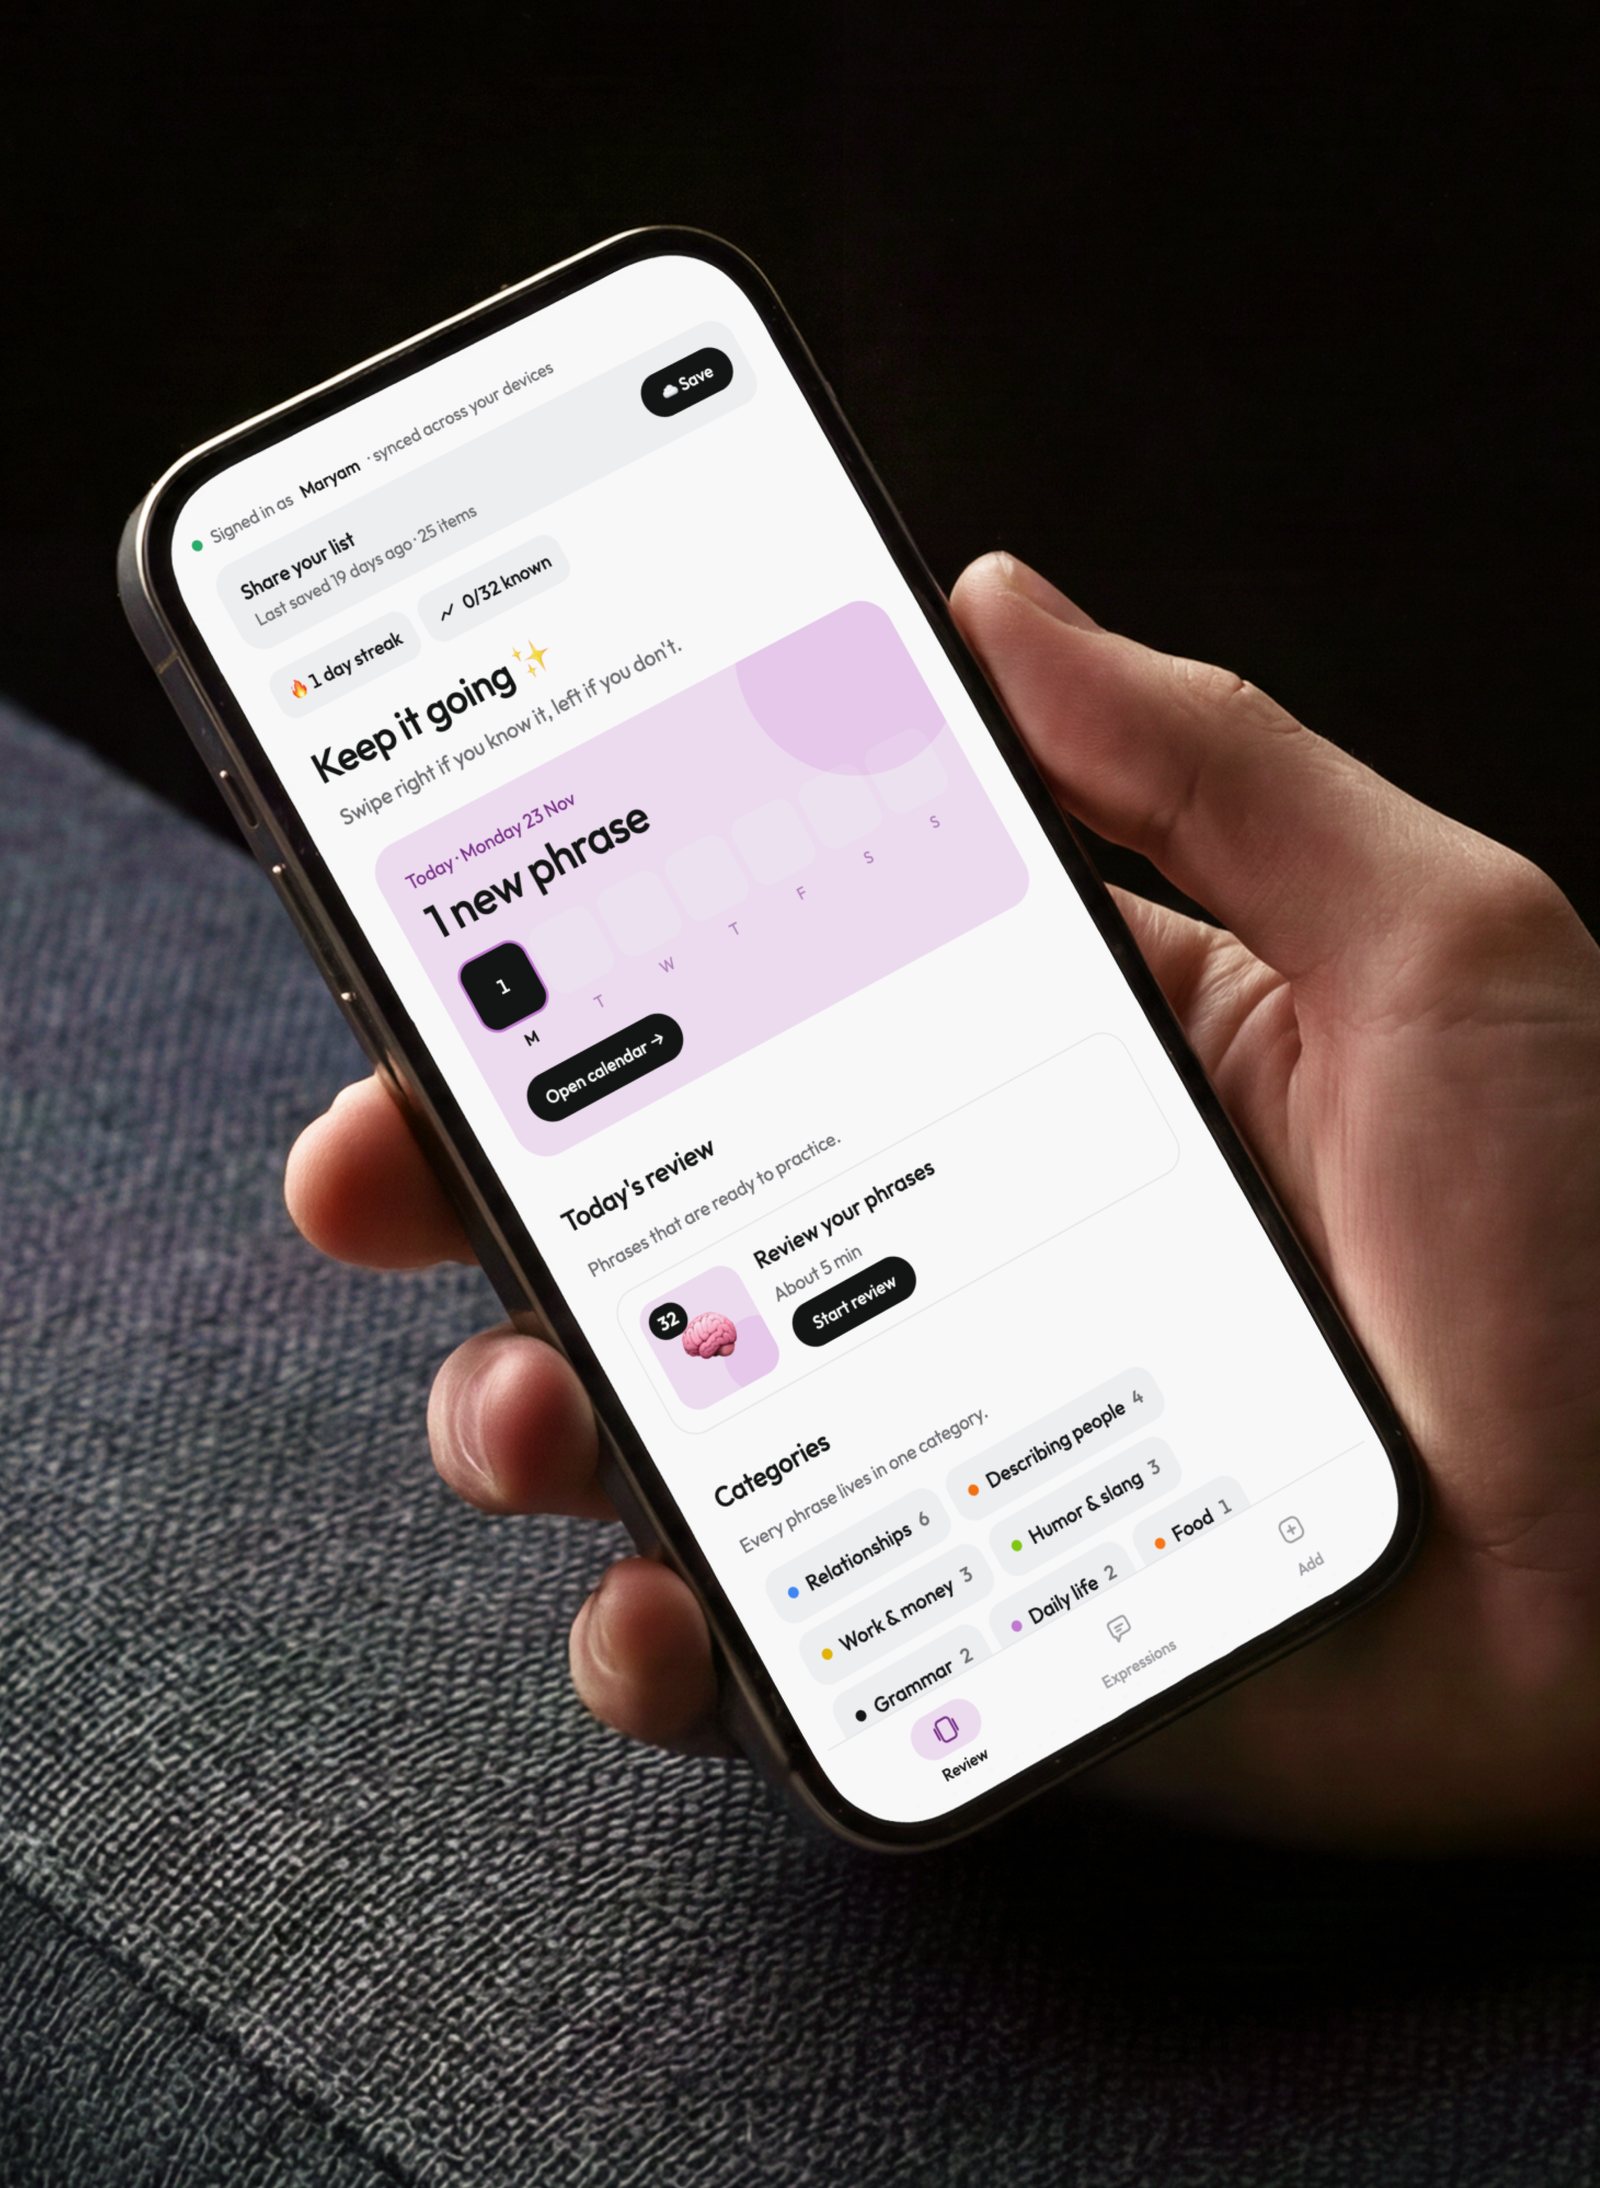 Signed in as Maryam · synced across your devices
Share your list
Last saved 19 days ago · 25 items
☁️ Save
🔥 1 day streak
0/32 known
Keep it going ✨
Swipe right if you know it, left if you don't.
Today · Monday 23 Nov
1 new phrase
1
M T W T F S S
Open calendar →
Today's review
Phrases that are ready to practice.
32
Review your phrases
About 5 min
Start review
Categories
Every phrase lives in one category.
Relationships 6
Describing people 4
Work & money 3
Humor & slang 3
Grammar 2
Daily life 2
Food 1
Review
Expressions
Add